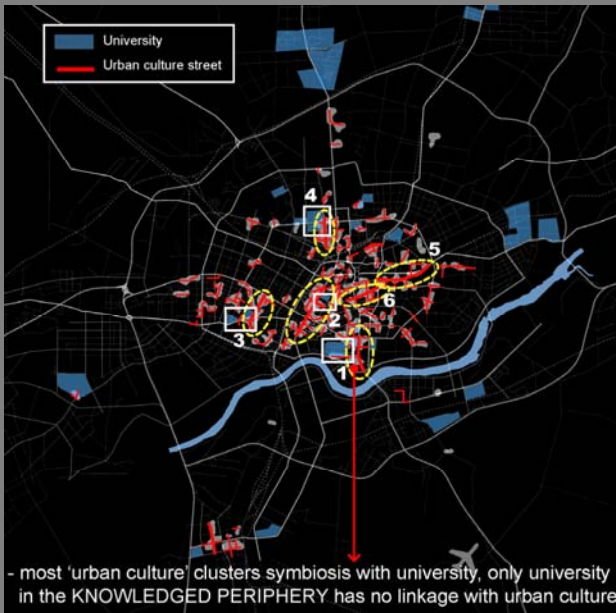 University
Urban culture street
4
5
6
2
3
1
- most 'urban culture' clusters symbiosis with university, only university
in the KNOWLEDGED PERIPHERY has no linkage with urban culture